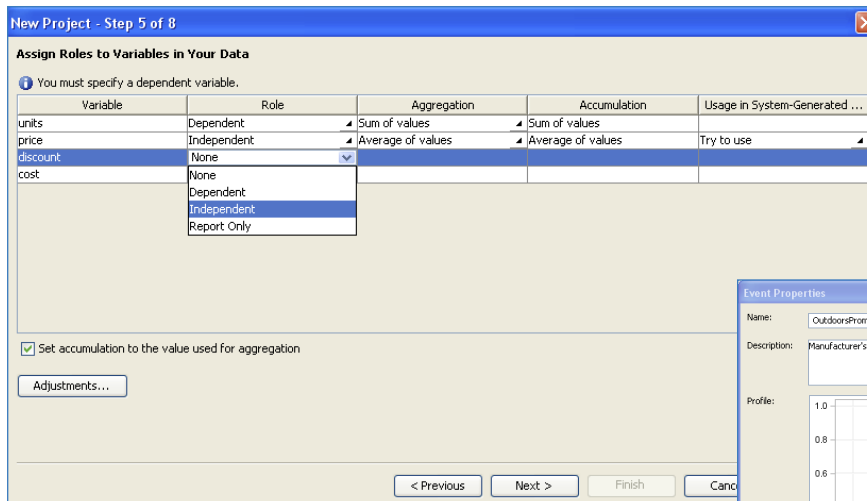 New Project - Step 5 of 8
Assign Roles to Variables in Your Data
You must specify a dependent variable.
Variable Role Aggregation Accumulation Usage in System-Generated ...
units Dependent Sum of values Sum of values
price Independent Average of values Average of values Try to use
discount None
cost None
Dependent
Independent
Report Only
Event Properties
Name: OutdoorsProm
Description: Manufacturer's
Set accumulation to the value used for aggregation
Adjustments...
Profile:
1.0
0.8
0.6
< Previous Next > Finish Canc